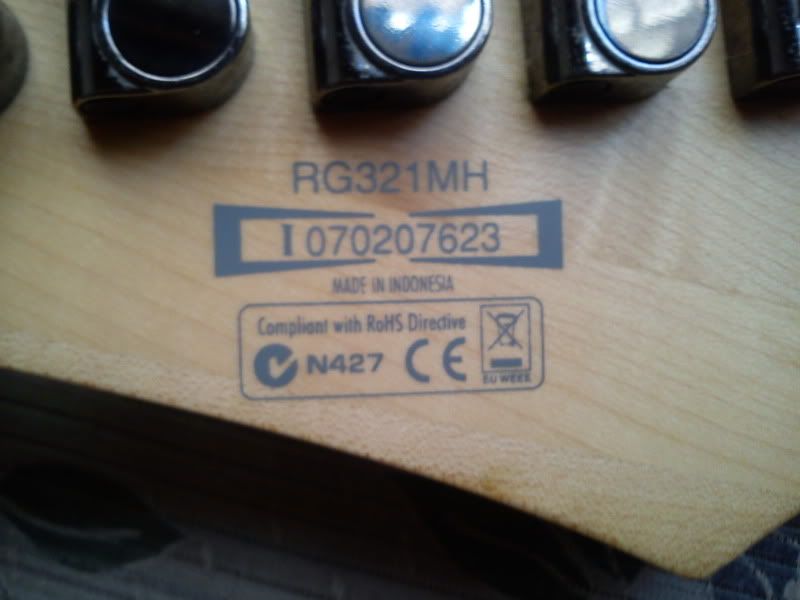 RG321MH
I 070207623
MADE IN INDONESIA
Compliant with RoHS Directive
N427 CE
EU WEEE